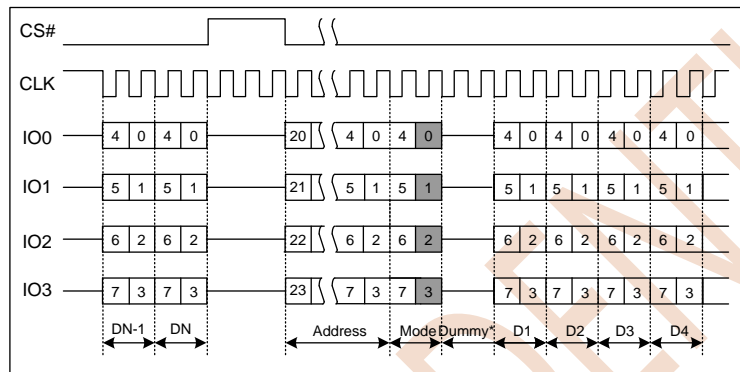 CS#
CLK
IO0 4 0 4 0 20 4 0 4 0 4 0 4 0 4 0 4 0
IO1 5 1 5 1 21 5 1 5 1 5 1 5 1 5 1 5 1
IO2 6 2 6 2 22 6 2 6 2 6 2 6 2 6 2 6 2
IO3 7 3 7 3 23 7 3 7 3 7 3 7 3 7 3 7 3
DN-1 DN Address Mode Dummy* D1 D2 D3 D4